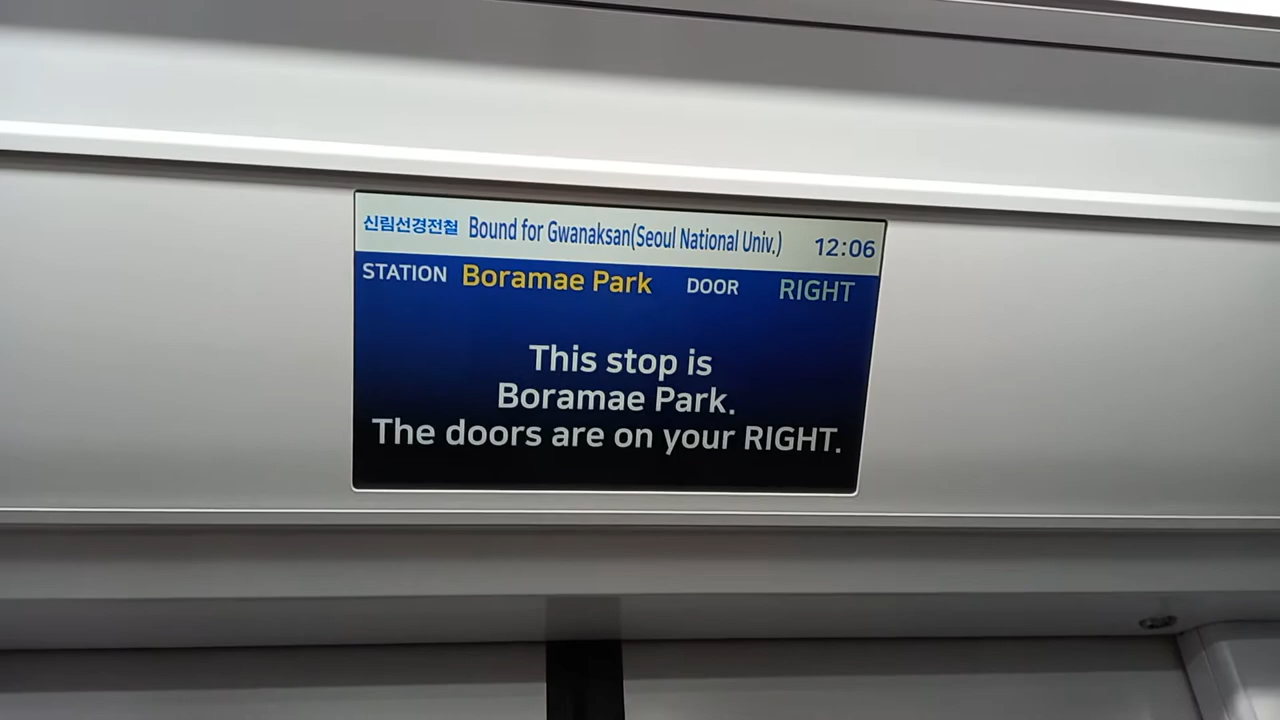 신림선경전철 Bound for Gwanaksan(Seoul National Univ.) 12:06
STATION Boramae Park DOOR RIGHT
This stop is
Boramae Park.
The doors are on your RIGHT.